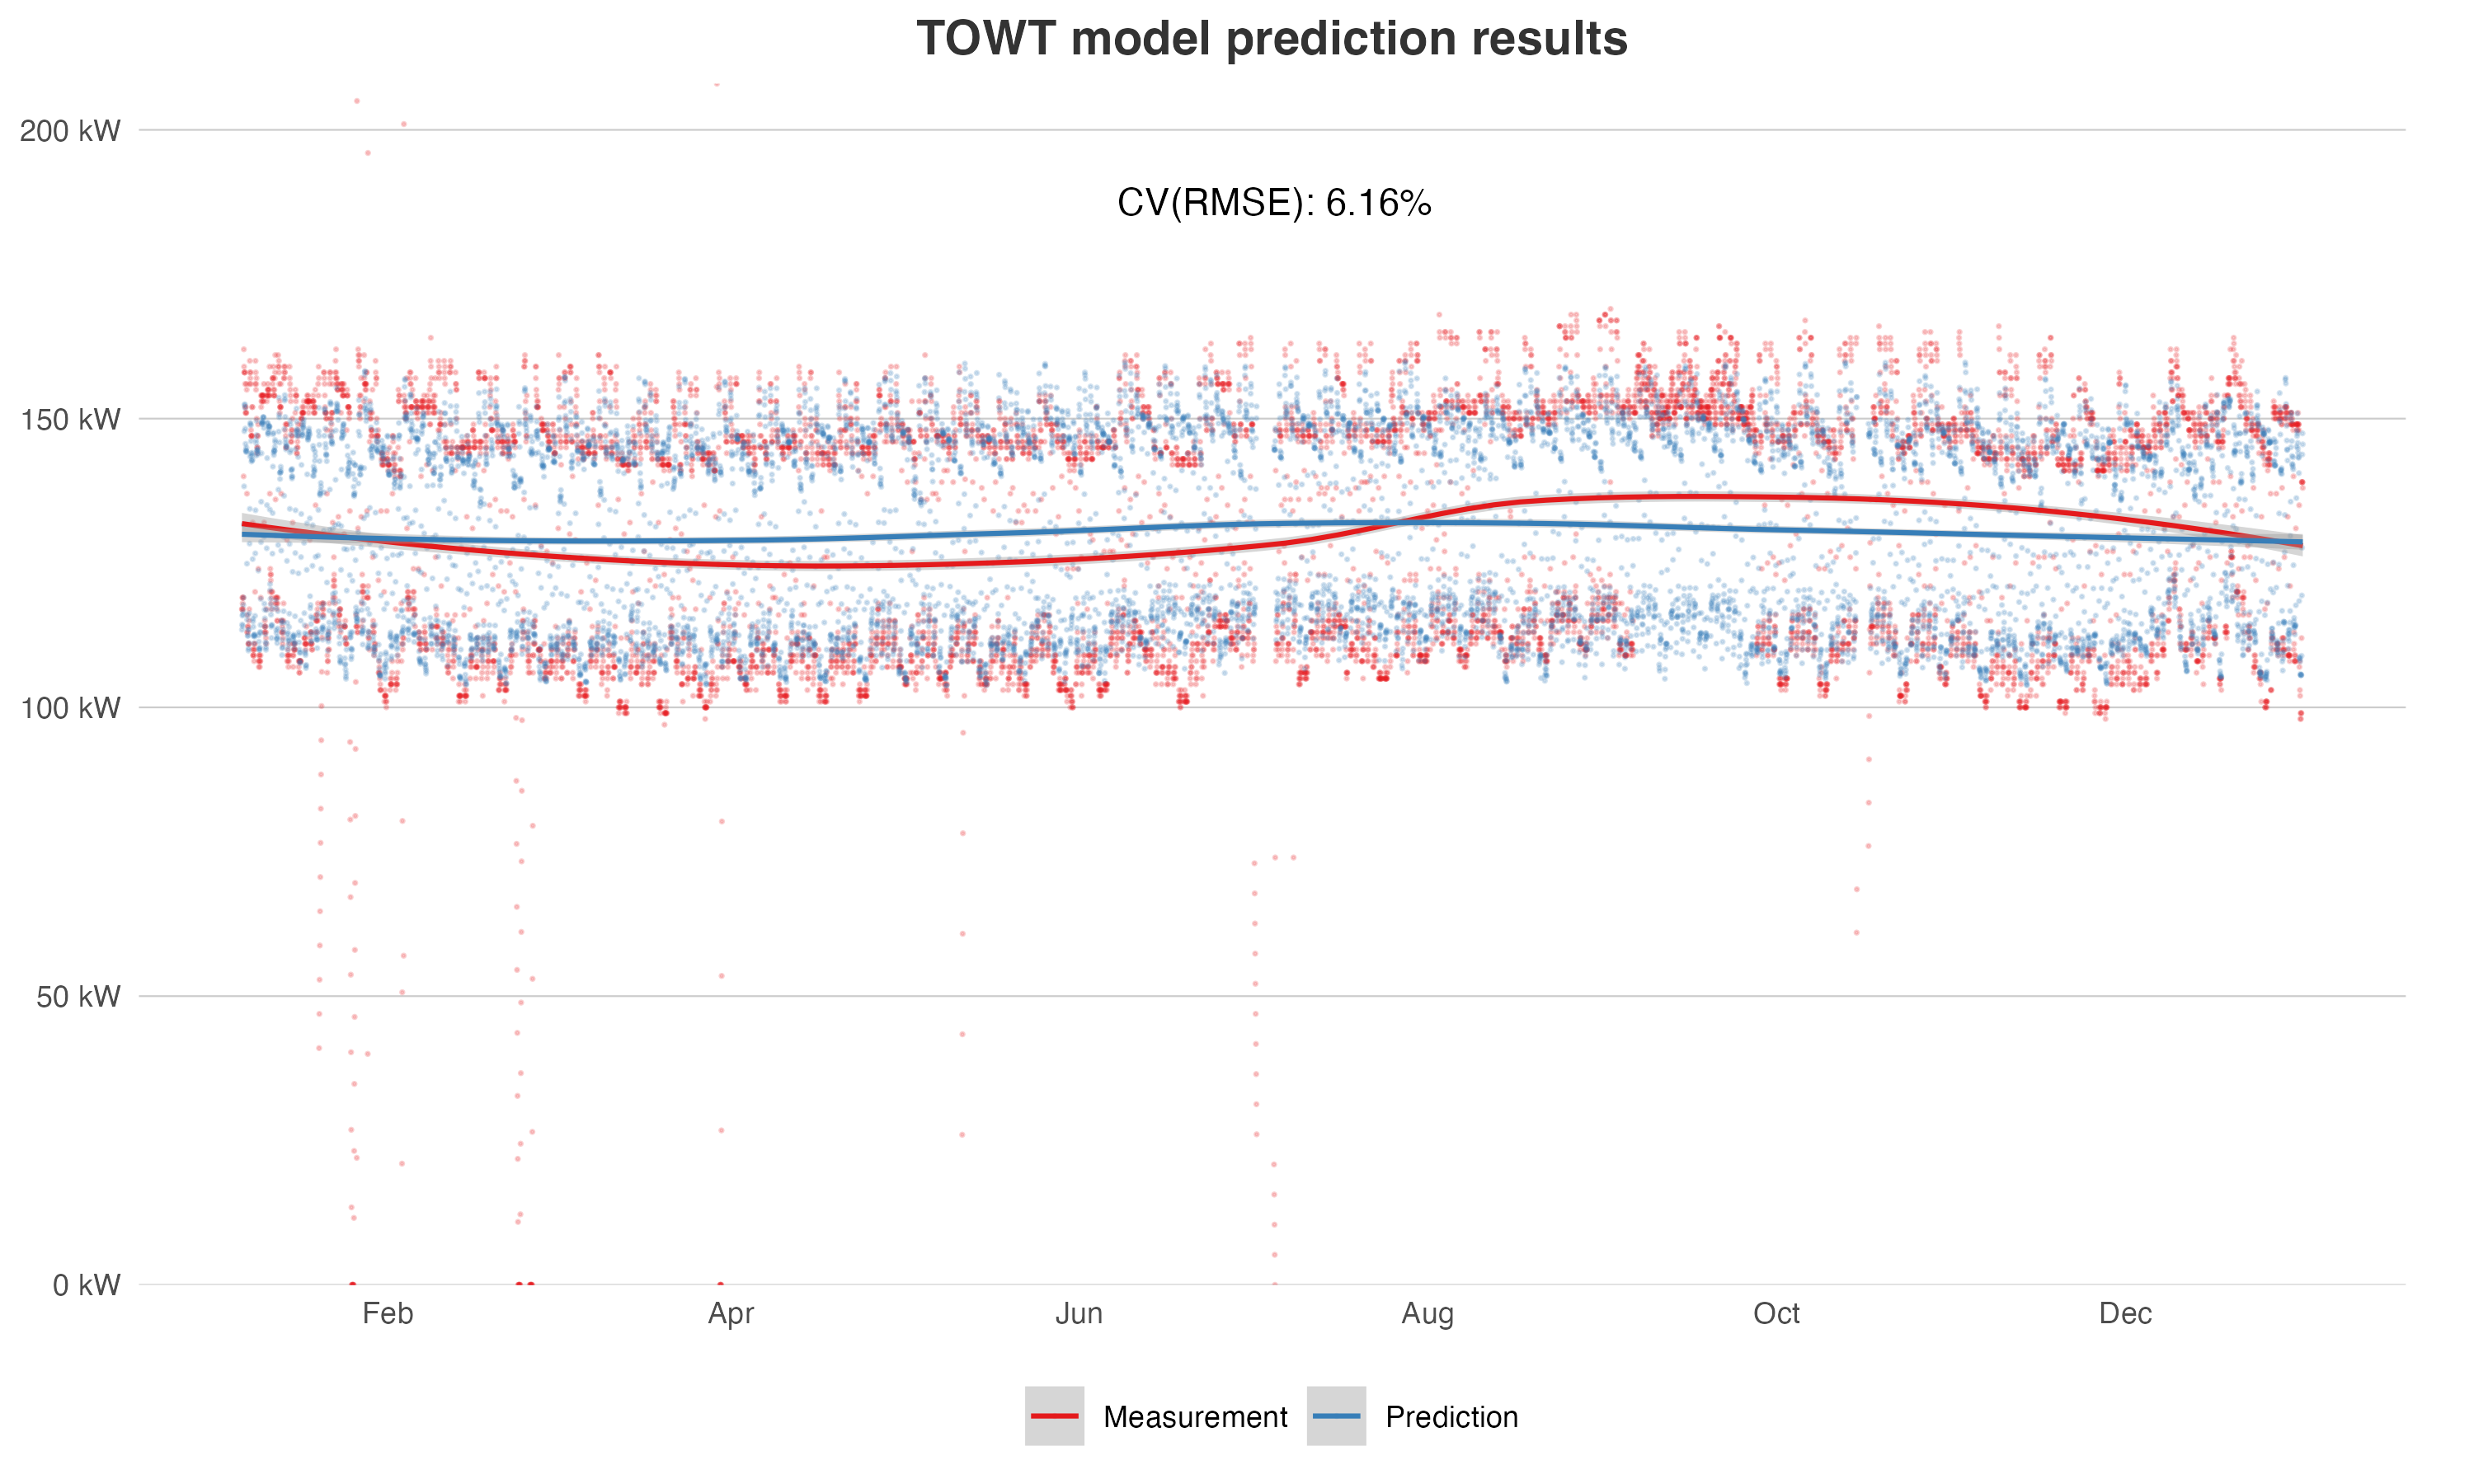 TOWT model prediction results
200 kW
CV(RMSE): 6.16%
150 kW
100 kW
50 kW
0 kW
Feb Apr Jun Aug Oct Dec
Measurement Prediction